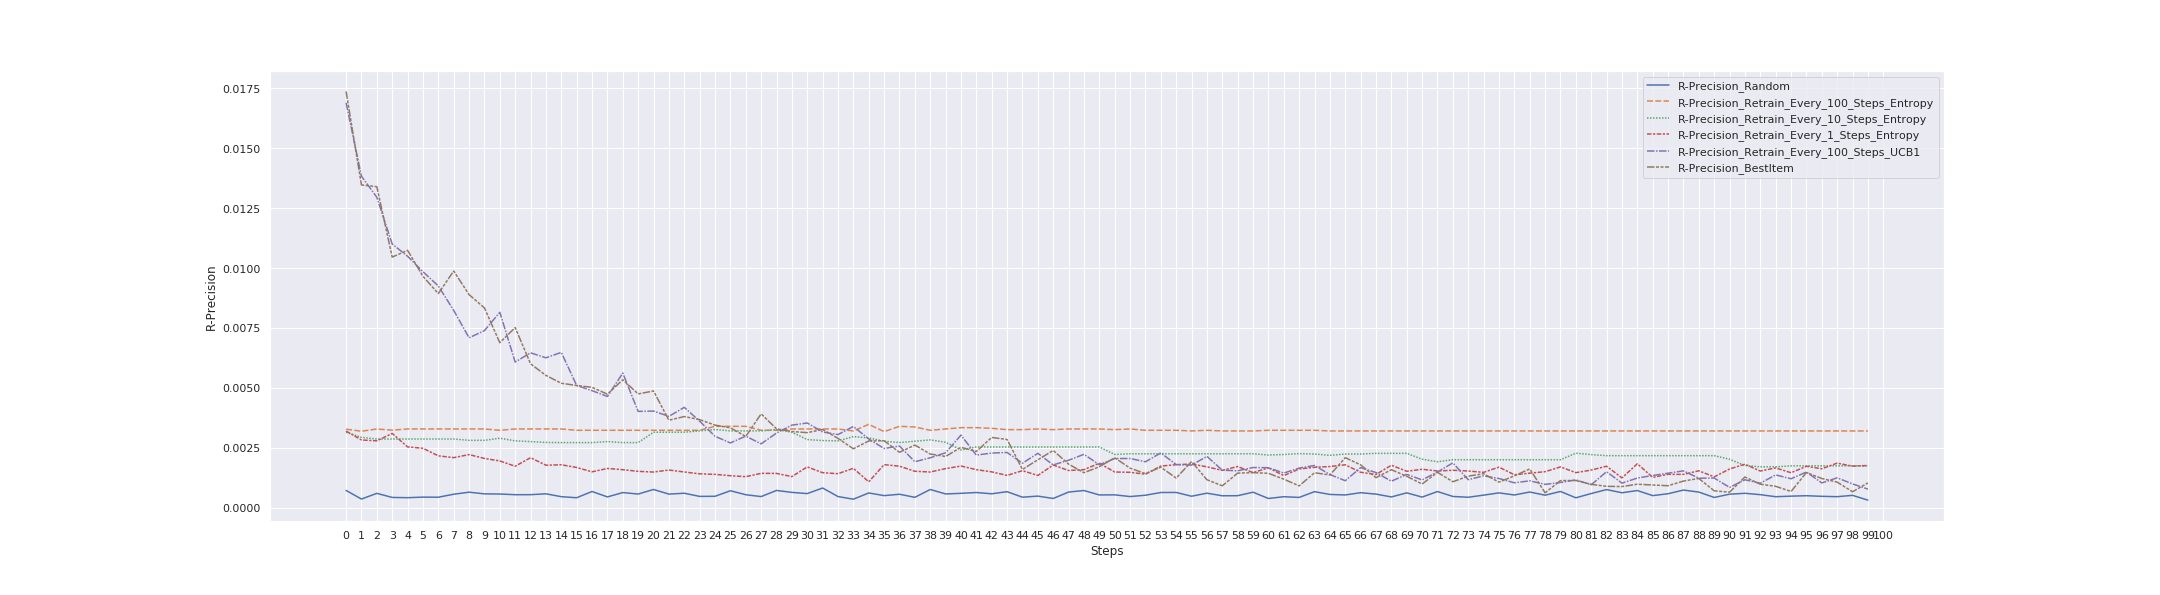 0.0175
0.0150
0.0125
0.0100
0.0075
0.0050
0.0025
0.0000
R-Precision
R-Precision_Random
R-Precision_Retrain_Every_100_Steps_Entropy
R-Precision_Retrain_Every_10_Steps_Entropy
R-Precision_Retrain_Every_1_Steps_Entropy
R-Precision_Retrain_Every_100_Steps_UCB1
R-Precision_BestItem
0 1 2 3 4 5 6 7 8 9 10 11 12 13 14 15 16 17 18 19 20 21 22 23 24 25 26 27 28 29 30 31 32 33 34 35 36 37 38 39 40 41 42 43 44 45 46 47 48 49 50 51 52 53 54 55 56 57 58 59 60 61 62 63 64 65 66 67 68 69 70 71 72 73 74 75 76 77 78 79 80 81 82 83 84 85 86 87 88 89 90 91 92 93 94 95 96 97 98 99 100
Steps